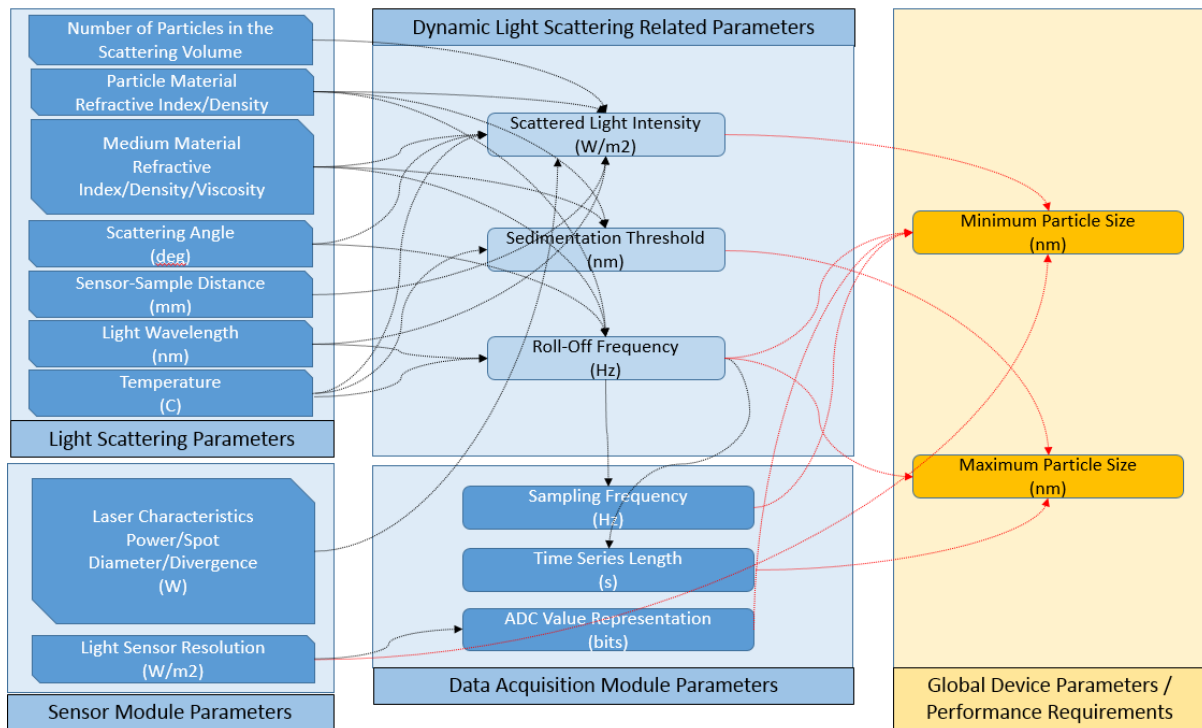 Number of Particles in the
Scattering Volume
Particle Material
Refractive Index/Density
Medium Material
Refractive
Index/Density/Viscosity
Scattering Angle
(deg)
Sensor-Sample Distance
(mm)
Light Wavelength
(nm)
Temperature
(C)
Light Scattering Parameters
Laser Characteristics
Power/Spot
Diameter/Divergence
(W)
Light Sensor Resolution
(W/m2)
Sensor Module Parameters
Dynamic Light Scattering Related Parameters
Scattered Light Intensity
(W/m2)
Sedimentation Threshold
(nm)
Roll-Off Frequency
(Hz)
Sampling Frequency
(Hz)
Time Series Length
(s)
ADC Value Representation
(bits)
Data Acquisition Module Parameters
Minimum Particle Size
(nm)
Maximum Particle Size
(nm)
Global Device Parameters /
Performance Requirements